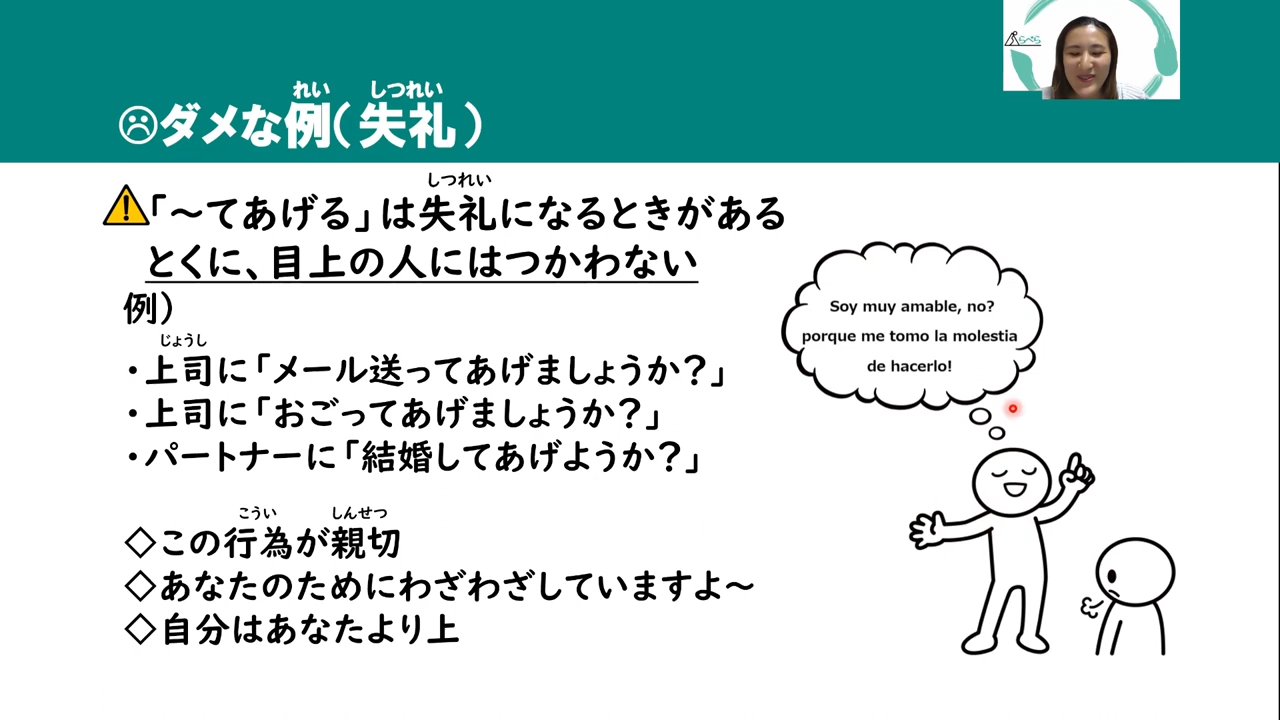 らぺら
☹ダメな例(失礼)
れい しつれい
⚠「～てあげる」は失礼になるときがある
しつれい
とくに、目上の人にはつかわない
例）
じょうし
・上司に「メール送ってあげましょうか？」
・上司に「おごってあげましょうか？」
・パートナーに「結婚してあげようか？」
こうい しんせつ
◇この行為が親切
◇あなたのためにわざわざしていますよ～
◇自分はあなたより上
Soy muy amable, no?
porque me tomo la molestia
de hacerlo!